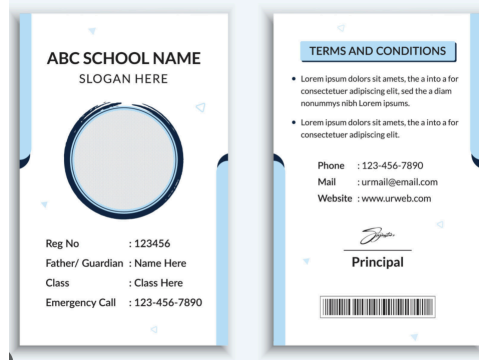 ABC SCHOOL NAME
SLOGAN HERE
Reg No : 123456
Father/ Guardian : Name Here
Class : Class Here
Emergency Call : 123-456-7890
TERMS AND CONDITIONS
• Lorem ipsum dolors sit amets, the a into a for
consectetuer adipiscing elit, sed the a diam
nonummys nibh Lorem ipsums.
• Lorem ipsum dolors sit amets, the a into a for
consectetuer adipiscing elit.
Phone : 123-456-7890
Mail : urmail@email.com
Website : www.urweb.com
Principal